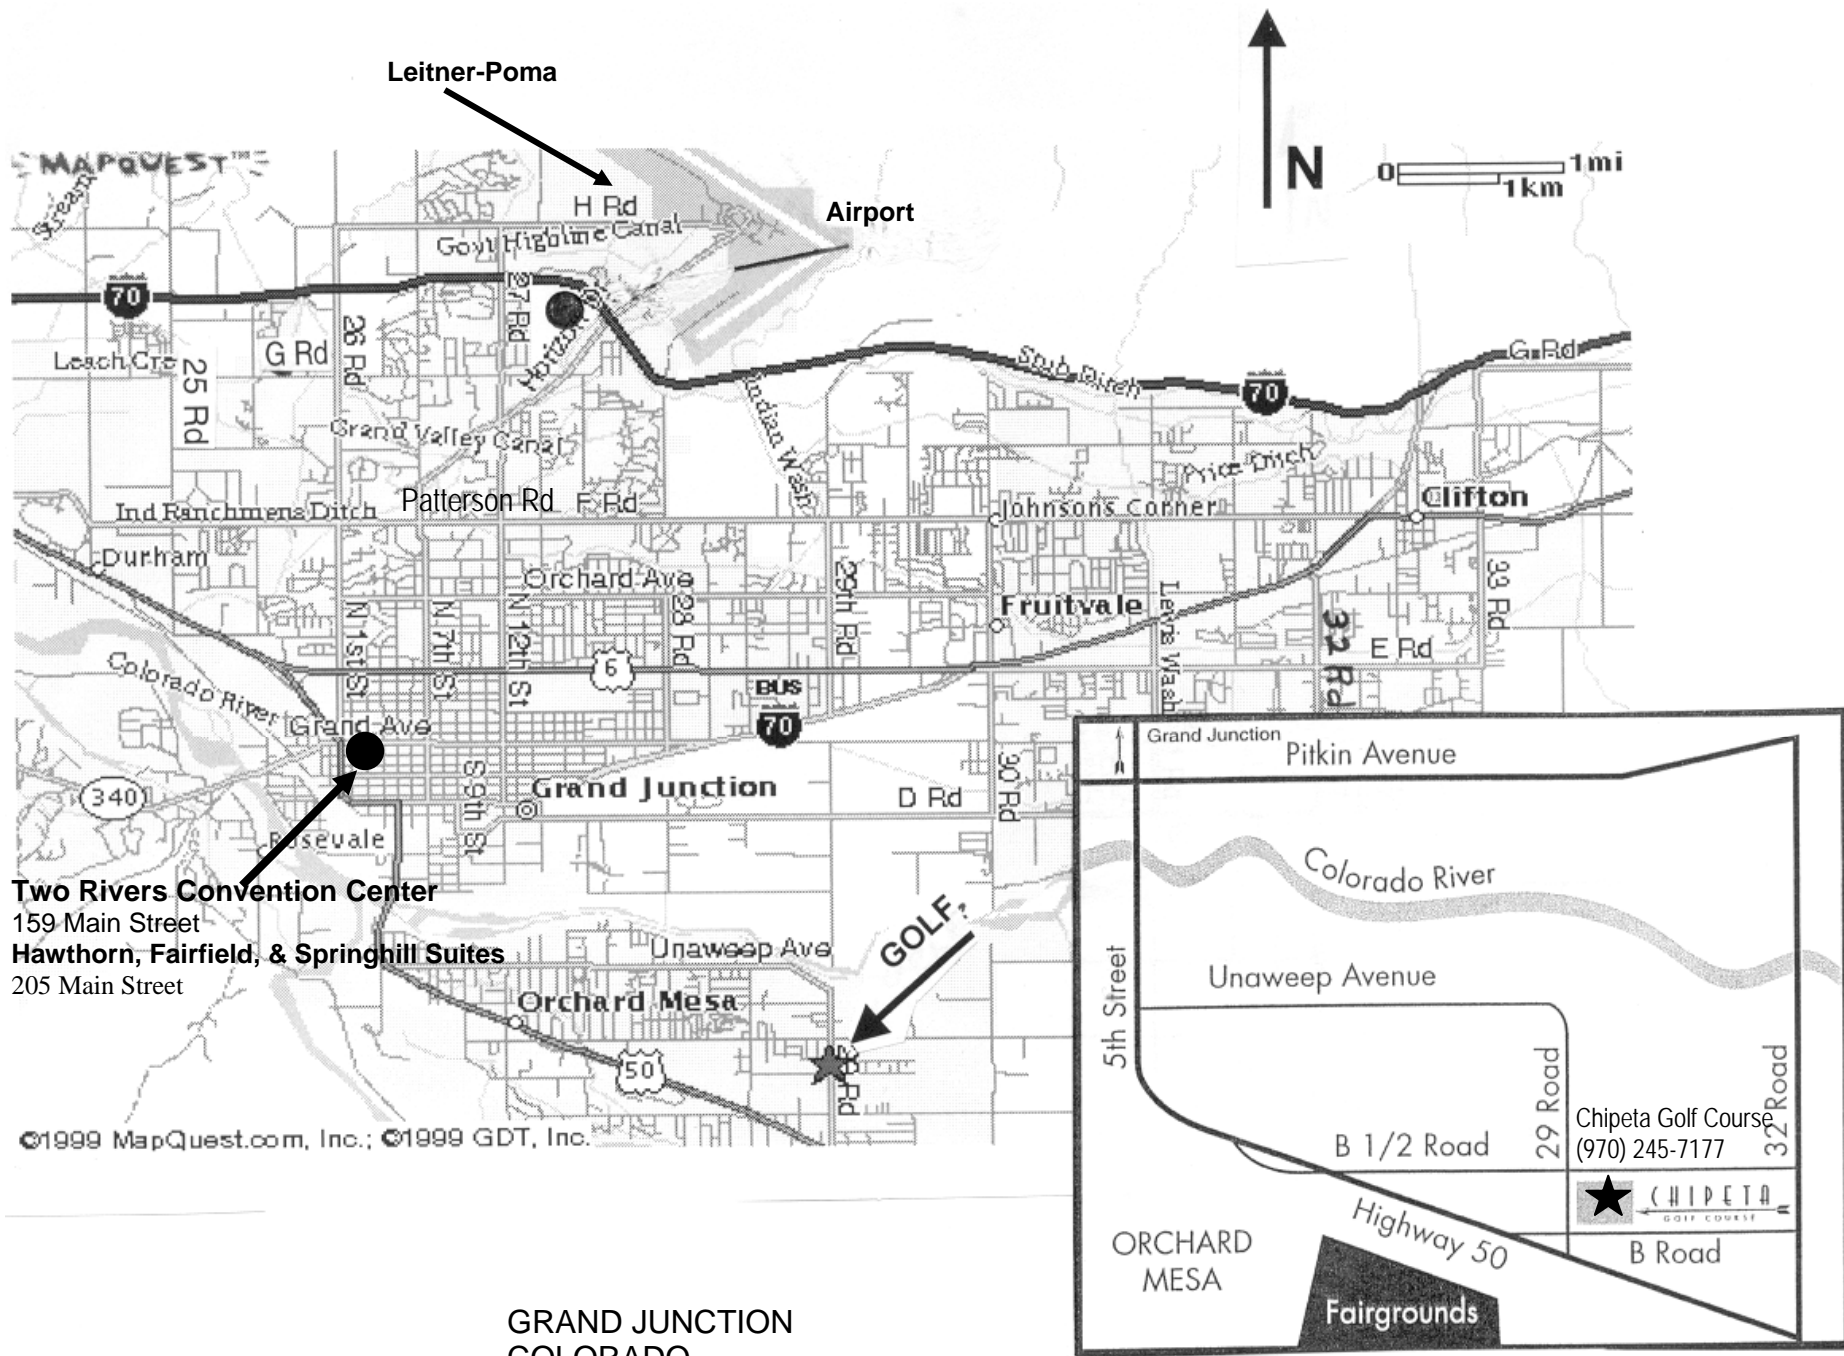 Leitner-Poma
N
0 1mi
1km
MAPQUEST™
Stream
H Rd
Airport
Govt Highline Canal
70
27 Rd
26 Rd
Horizon
Leach Cre
G Rd
25 Rd
Stub Ditch
70
G Rd
Indian Wash
Grand Valley Canal
Price Ditch
Patterson Rd F Rd
Ind Ranchmens Ditch
Johnsons Corner
Clifton
Durham
Orchard Ave
29th Rd
33 Rd
N 1st St
N 7th St
N 12th St
28 Rd
Fruitvale
Lewis Wash
32 Rd
E Rd
6
Colorado River
BUS
70
Grand Ave
340
S 9th St
Grand Junction
D Rd
30 Rd
Rosevale
Two Rivers Convention Center
159 Main Street
Hawthorn, Fairfield, & Springhill Suites
205 Main Street
Unaweep Ave
GOLF,
Orchard Mesa
50
Rd
©1999 MapQuest.com, Inc.; ©1999 GDT, Inc.
Grand Junction
Pitkin Avenue
Colorado River
5th Street
Unaweep Avenue
29 Road
32 Road
Chipeta Golf Course
(970) 245-7177
B 1/2 Road
CHIPETA
GOLF COURSE
Highway 50
B Road
ORCHARD
MESA
Fairgrounds
GRAND JUNCTION
COLORADO